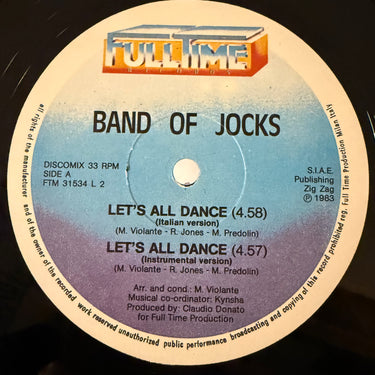 FULLTIME
RECORDS
BAND OF JOCKS
DISCOMIX 33 RPM
SIDE A
FTM 31534 L 2
S.I.A.E.
Publishing
Zig Zag
Ⓟ 1983
LET'S ALL DANCE (4.58)
(Italian version)
(M. Violante - R. Jones - M. Predolin)
LET'S ALL DANCE (4.57)
(Instrumental version)
(M. Violante - R. Jones - M. Predolin)
Arr. and cond.: M. Violante
Musical co-ordinator: Kynsha
Produced by: Claudio Donato
for Full Time Production
all rights of the manufacturer and of the owner of the recorded work reserved unauthorized public performance broadcasting and copying of this record prohibited reg. Full Time Production Milan Italy